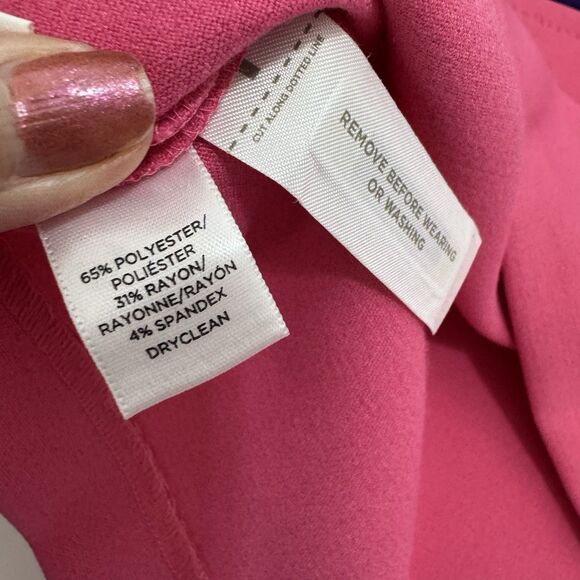 65% POLYESTER/
POLIÉSTER
31% RAYON/
RAYONNE/RAYÓN
4% SPANDEX
DRYCLEAN
CUT ALONG DOTTED LINE
REMOVE BEFORE WEARING
OR WASHING